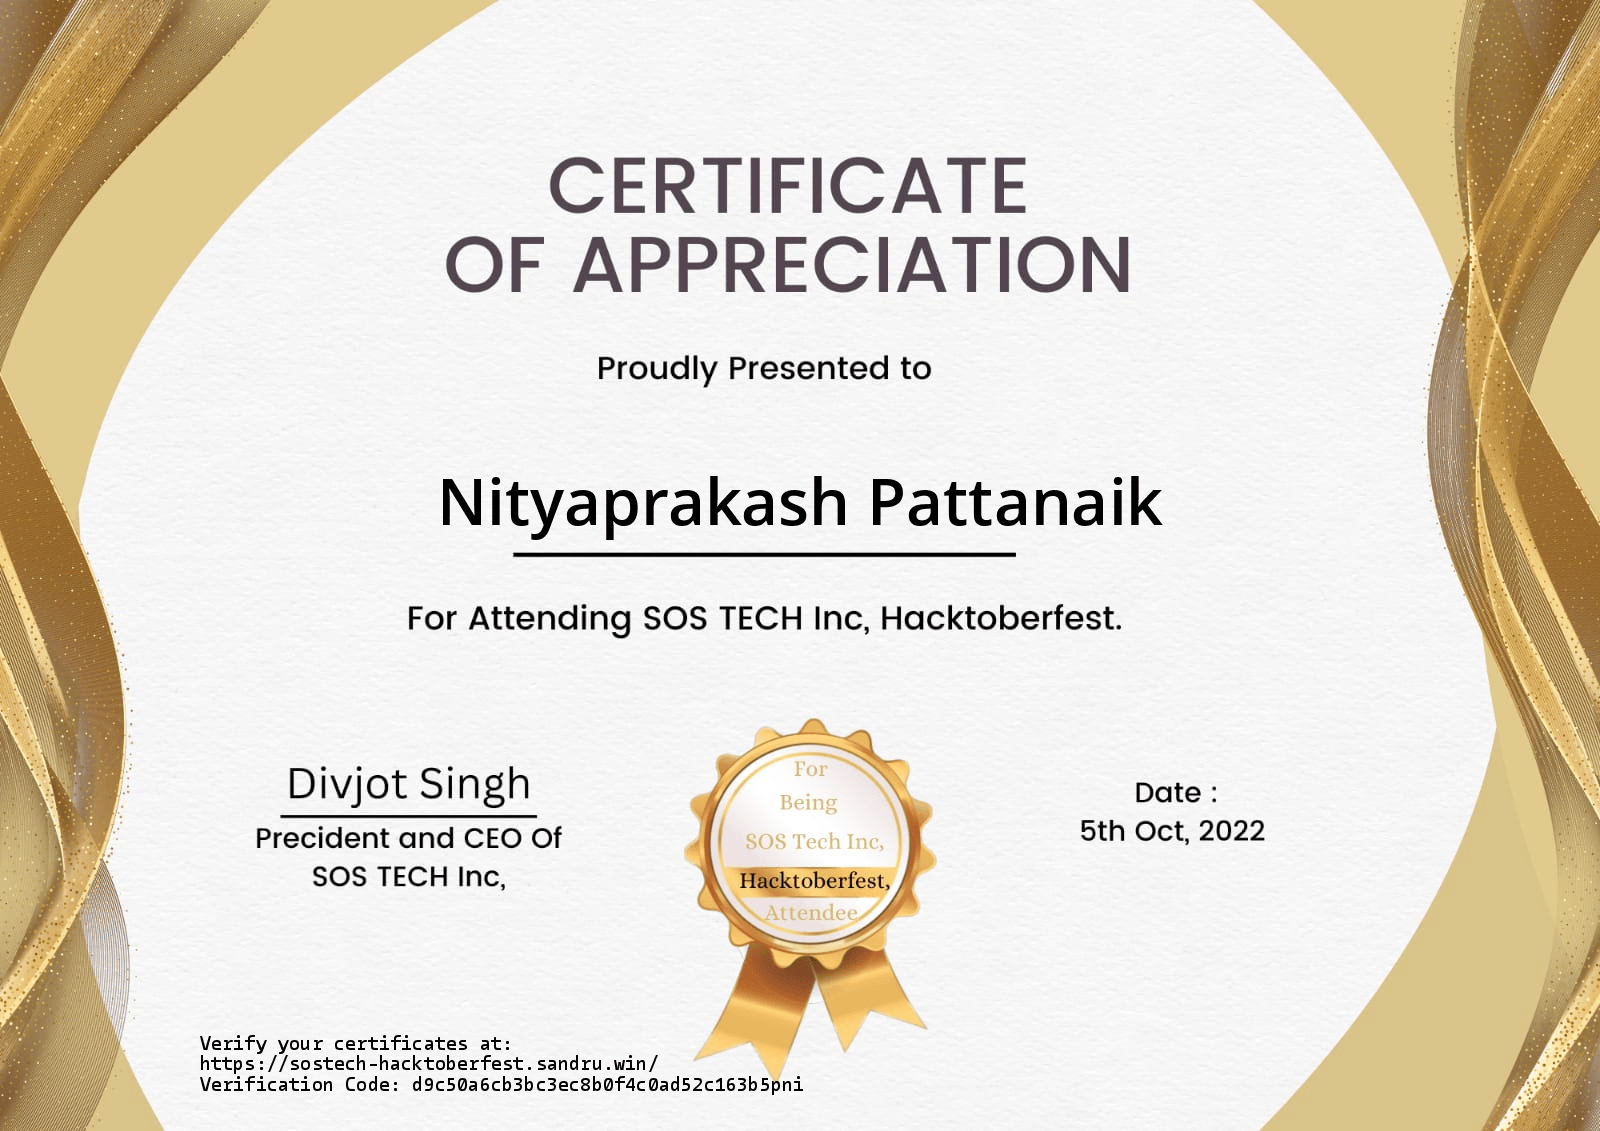 CERTIFICATE
OF APPRECIATION
Proudly Presented to
Nityaprakash Pattanaik
For Attending SOS TECH Inc, Hacktoberfest.
Divjot Singh
Precident and CEO Of
SOS TECH Inc,
For
Being
SOS Tech Inc,
Hacktoberfest,
Attendee
Date :
5th Oct, 2022
Verify your certificates at:
https://sostech-hacktoberfest.sandru.win/
Verification Code: d9c50a6cb3bc3ec8b0f4c0ad52c163b5pni